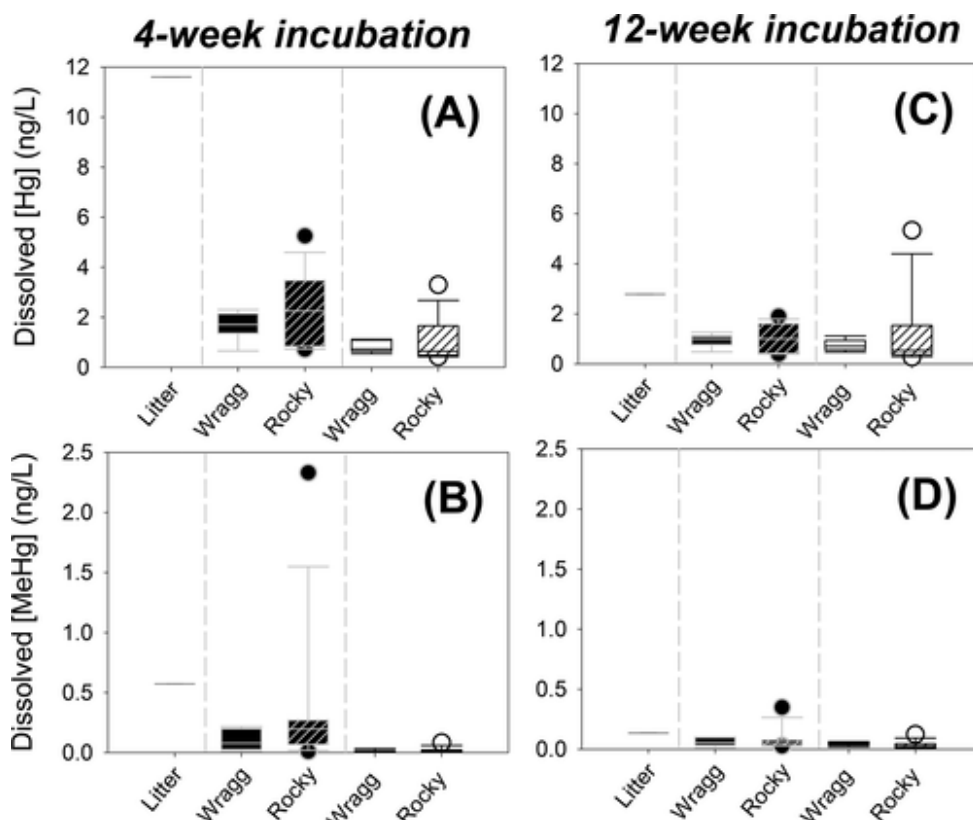 4-week incubation
12-week incubation
Dissolved [Hg] (ng/L)
12
10
8
6
4
2
0
(A)
Litter
Wragg
Rocky
Wragg
Rocky
12
10
8
6
4
2
0
(C)
Litter
Wragg
Rocky
Wragg
Rocky
Dissolved [MeHg] (ng/L)
2.5
2.0
1.5
1.0
0.5
0.0
(B)
Litter
Wragg
Rocky
Wragg
Rocky
2.5
2.0
1.5
1.0
0.5
0.0
(D)
Litter
Wragg
Rocky
Wragg
Rocky